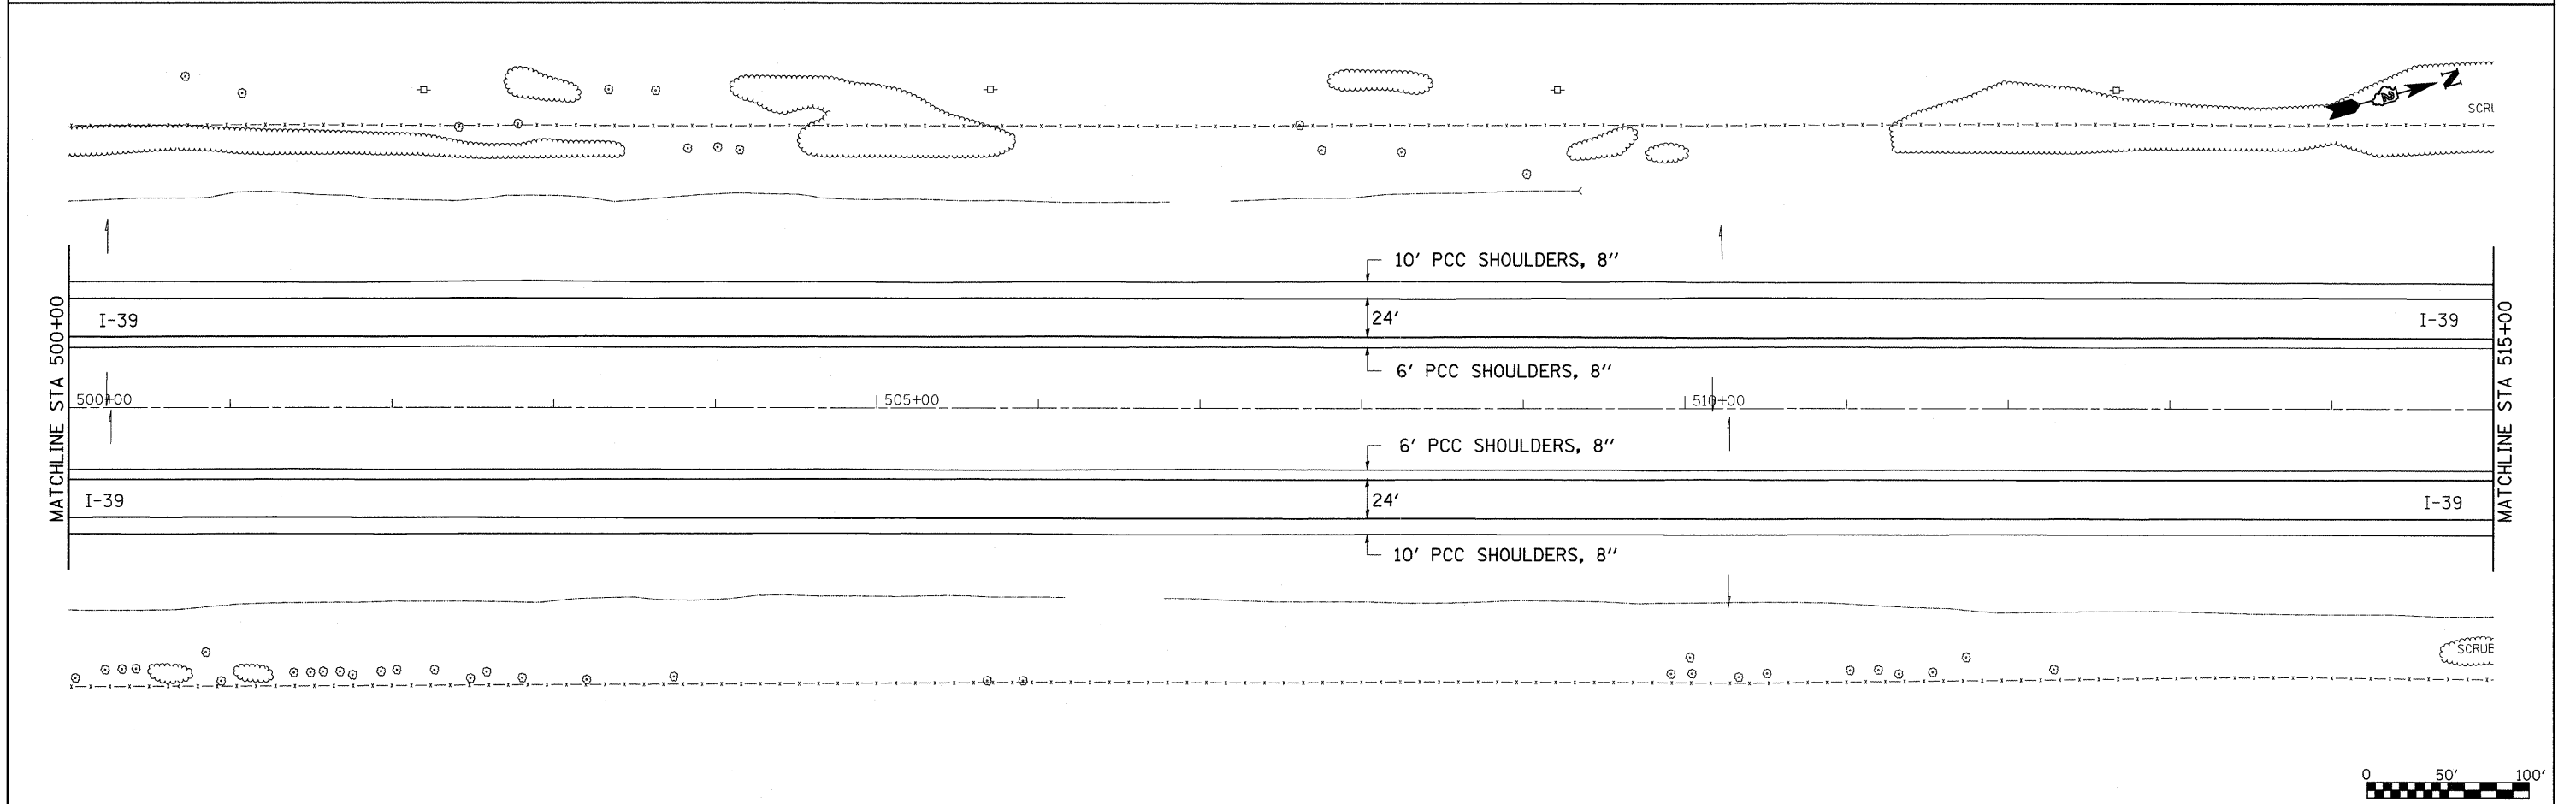 N
SCRU
10' PCC SHOULDERS, 8"
I-39
24'
I-39
6' PCC SHOULDERS, 8"
MATCHLINE STA 500+00
MATCHLINE STA 515+00
500+00
505+00
510+00
6' PCC SHOULDERS, 8"
I-39
24'
I-39
10' PCC SHOULDERS, 8"
SCRUB
0 50' 100'